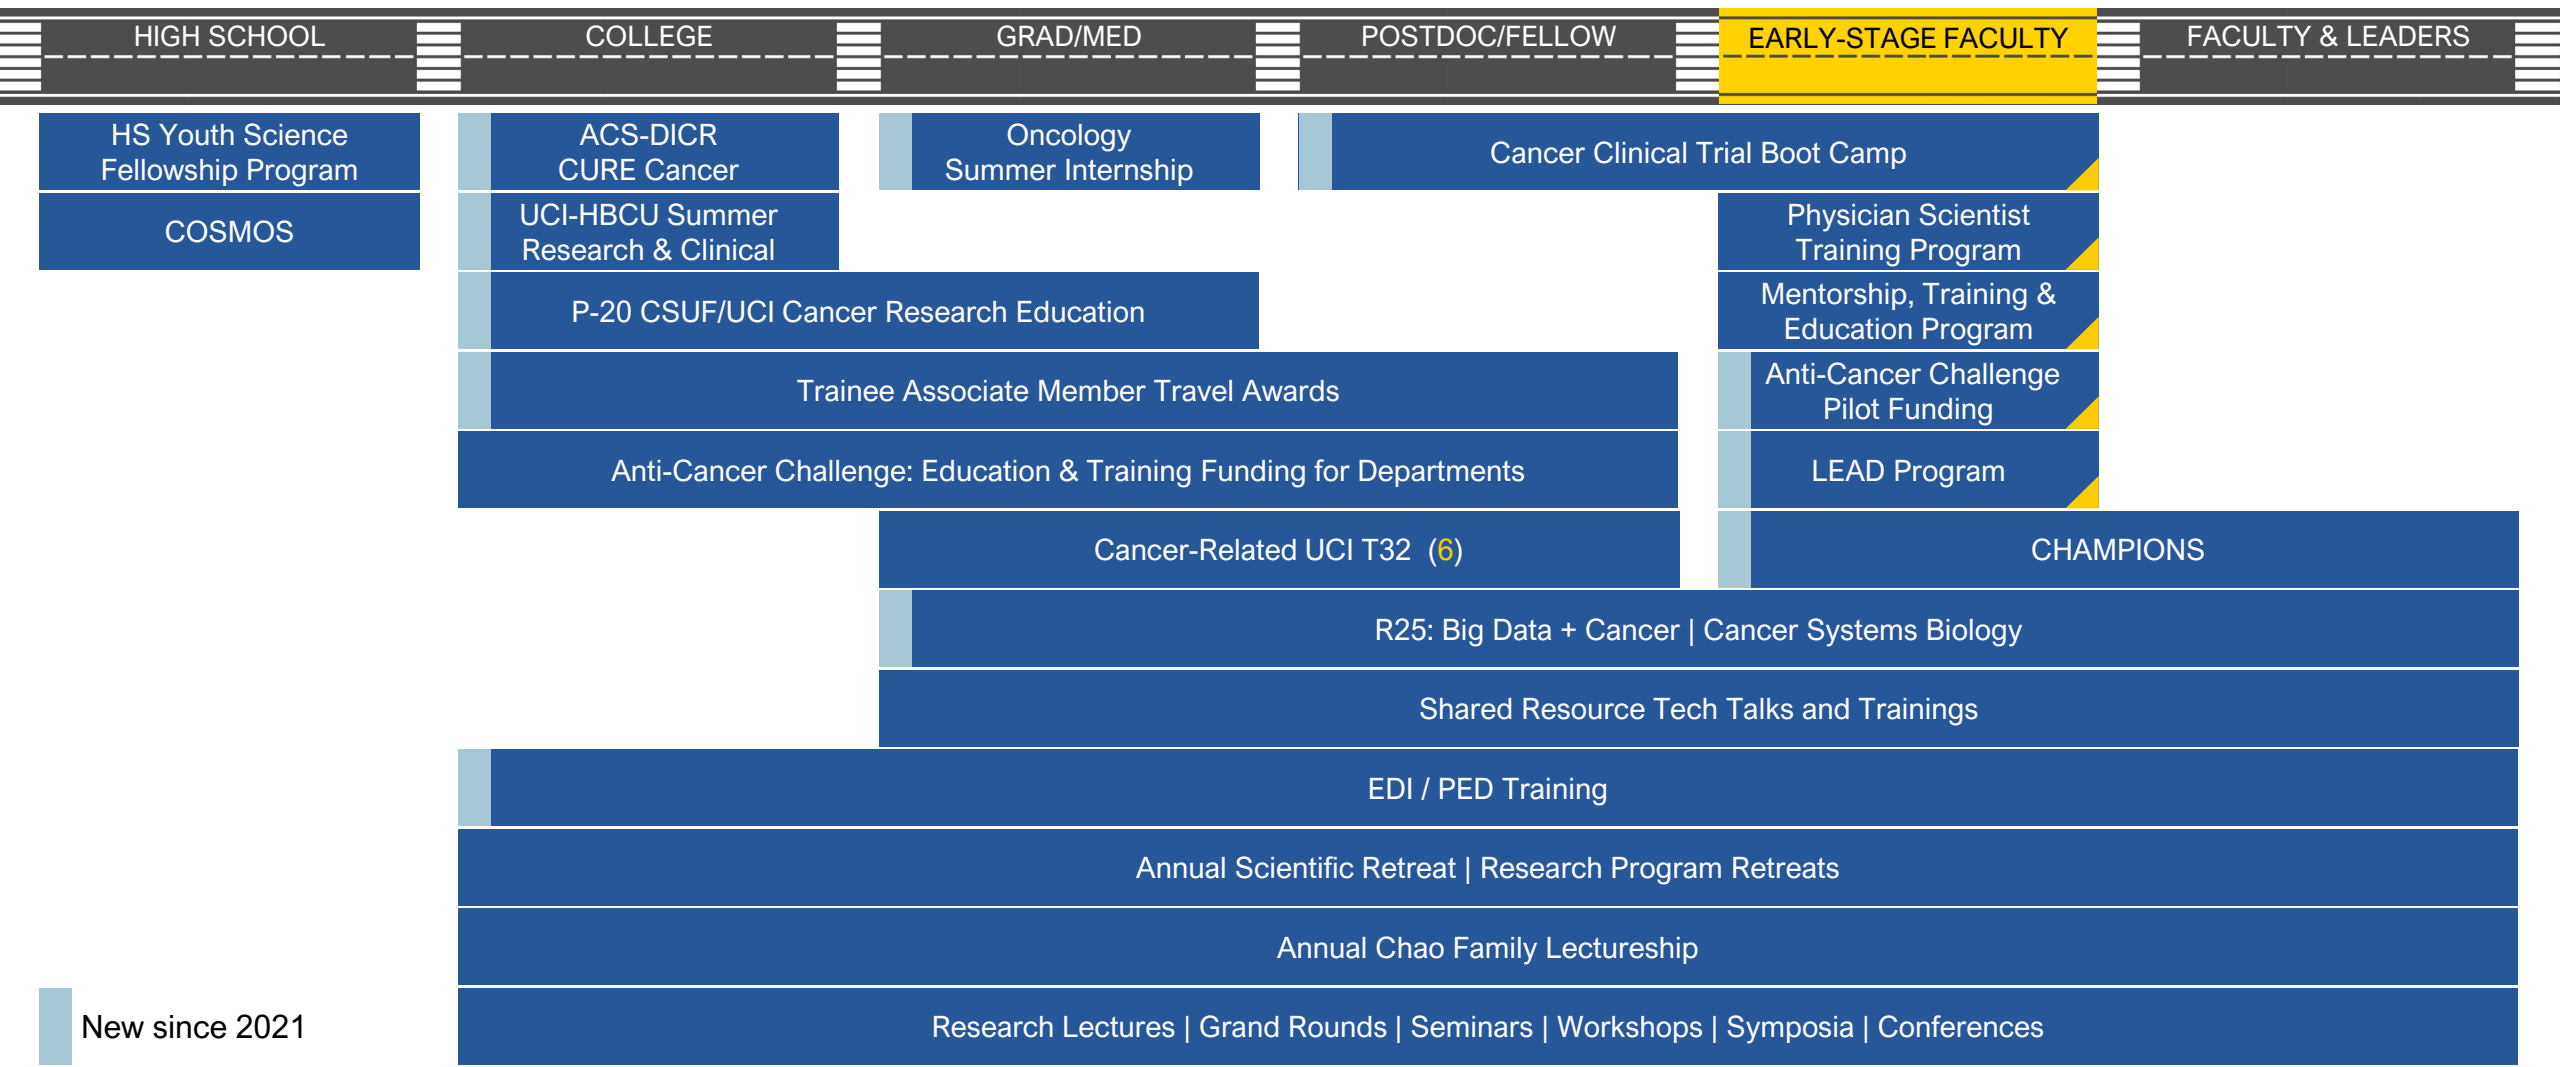 HIGH SCHOOL
COLLEGE
GRAD/MED
POSTDOC/FELLOW
EARLY-STAGE FACULTY
FACULTY & LEADERS
HS Youth Science
Fellowship Program
ACS-DICR
CURE Cancer
Oncology
Summer Internship
Cancer Clinical Trial Boot Camp
COSMOS
UCI-HBCU Summer
Research & Clinical
Physician Scientist
Training Program
P-20 CSUF/UCI Cancer Research Education
Mentorship, Training &
Education Program
Trainee Associate Member Travel Awards
Anti-Cancer Challenge
Pilot Funding
Anti-Cancer Challenge: Education & Training Funding for Departments
LEAD Program
Cancer-Related UCI T32 (6)
CHAMPIONS
R25: Big Data + Cancer | Cancer Systems Biology
Shared Resource Tech Talks and Trainings
EDI / PED Training
Annual Scientific Retreat | Research Program Retreats
Annual Chao Family Lectureship
New since 2021
Research Lectures | Grand Rounds | Seminars | Workshops | Symposia | Conferences